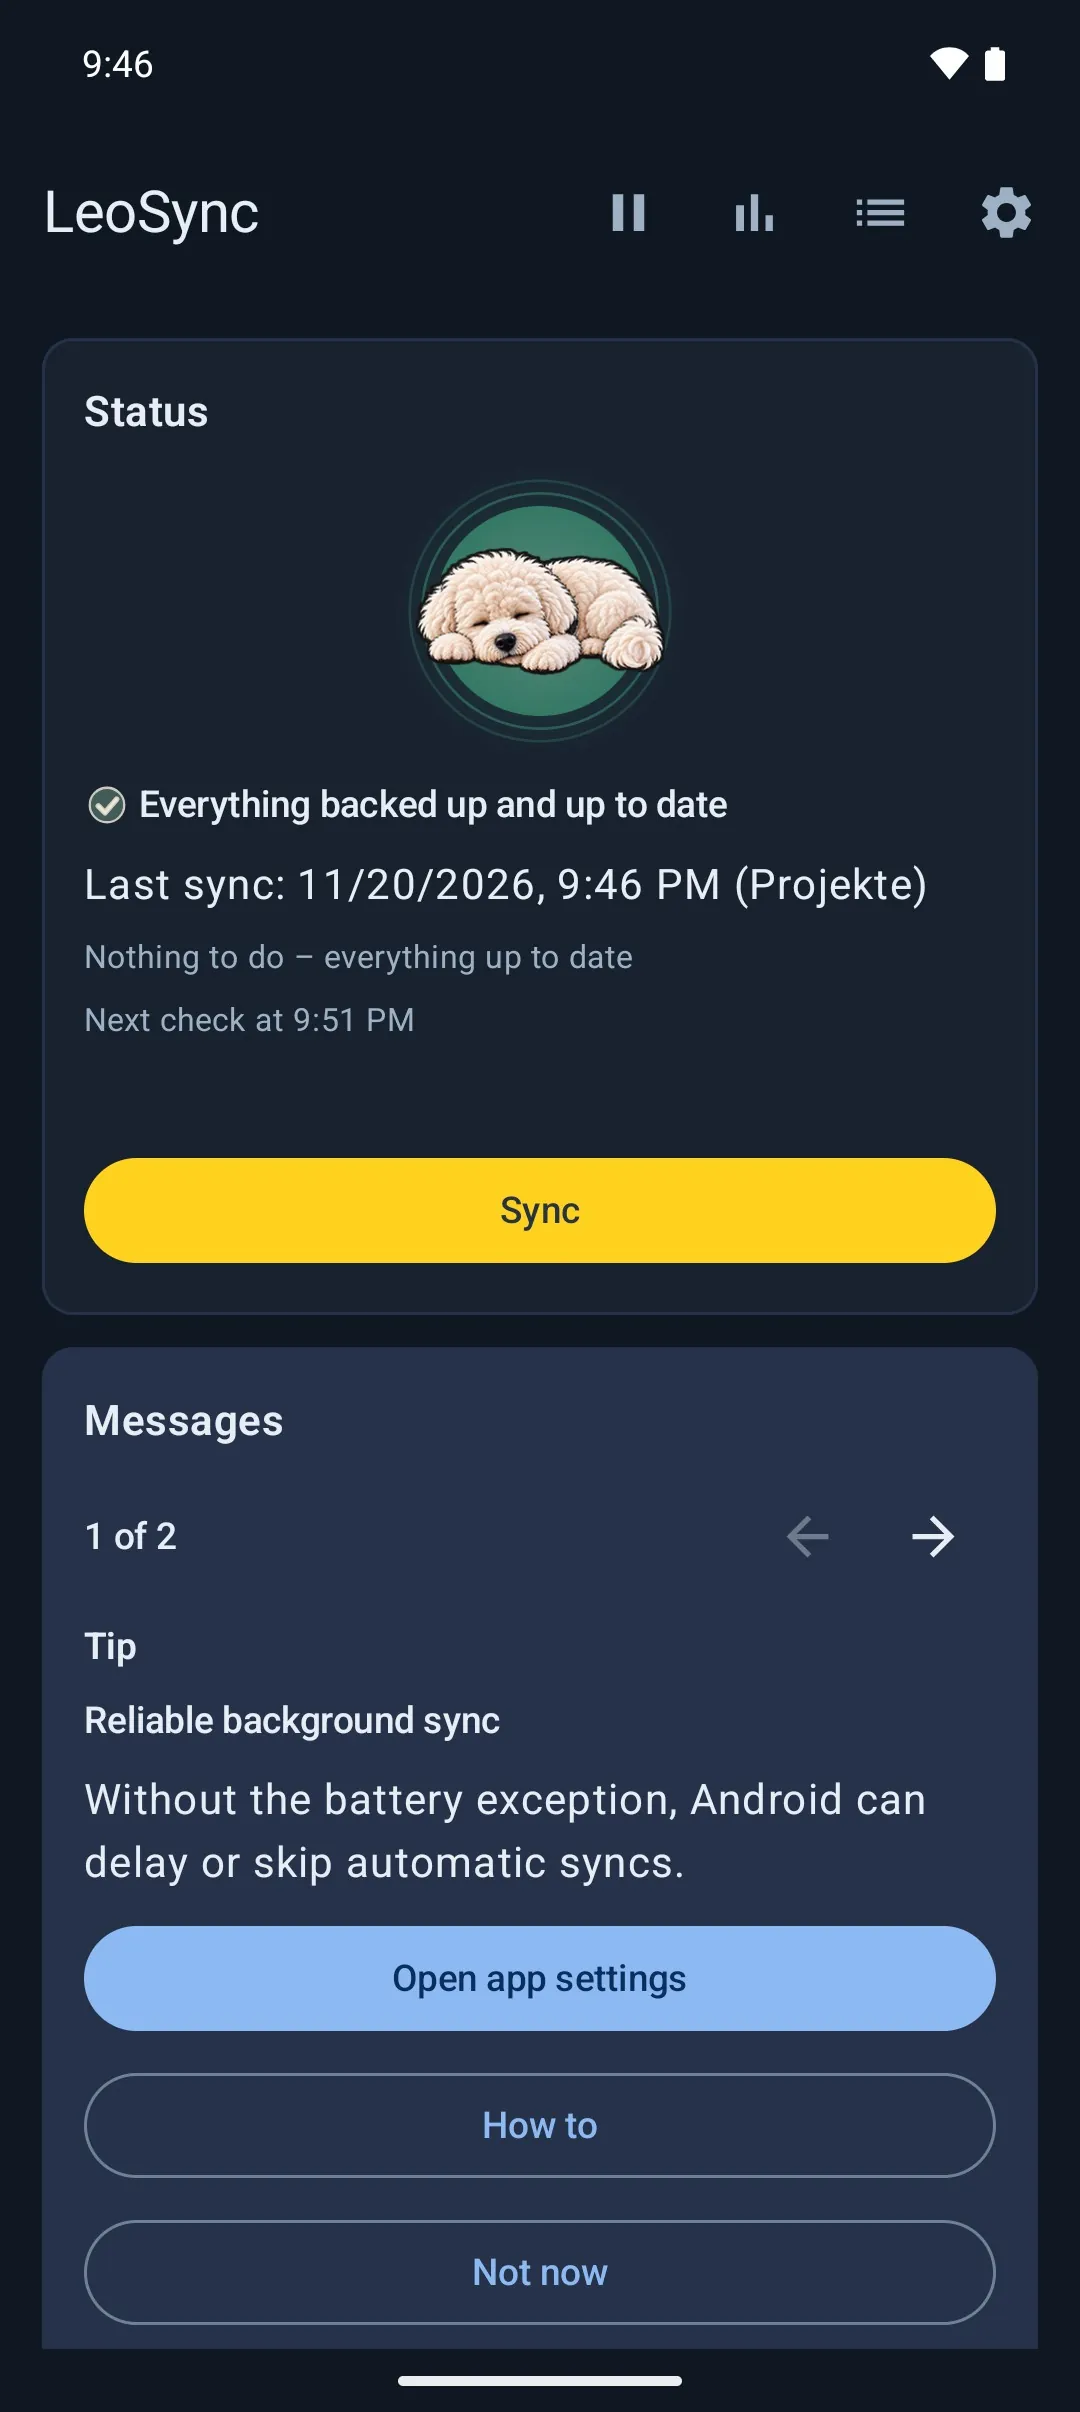 9:46
LeoSync
Status
Everything backed up and up to date
Last sync: 11/20/2026, 9:46 PM (Projekte)
Nothing to do – everything up to date
Next check at 9:51 PM
Sync
Messages
1 of 2
Tip
Reliable background sync
Without the battery exception, Android can
delay or skip automatic syncs.
Open app settings
How to
Not now